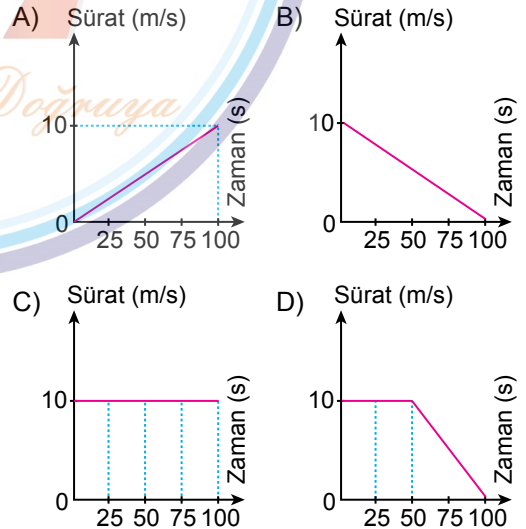 A) Sürat (m/s)
10
0
25 50 75 100
Zaman (s)
B) Sürat (m/s)
10
0
25 50 75 100
Zaman (s)
Doğruya
C) Sürat (m/s)
10
0
25 50 75 100
Zaman (s)
D) Sürat (m/s)
10
0
25 50 75 100
Zaman (s)